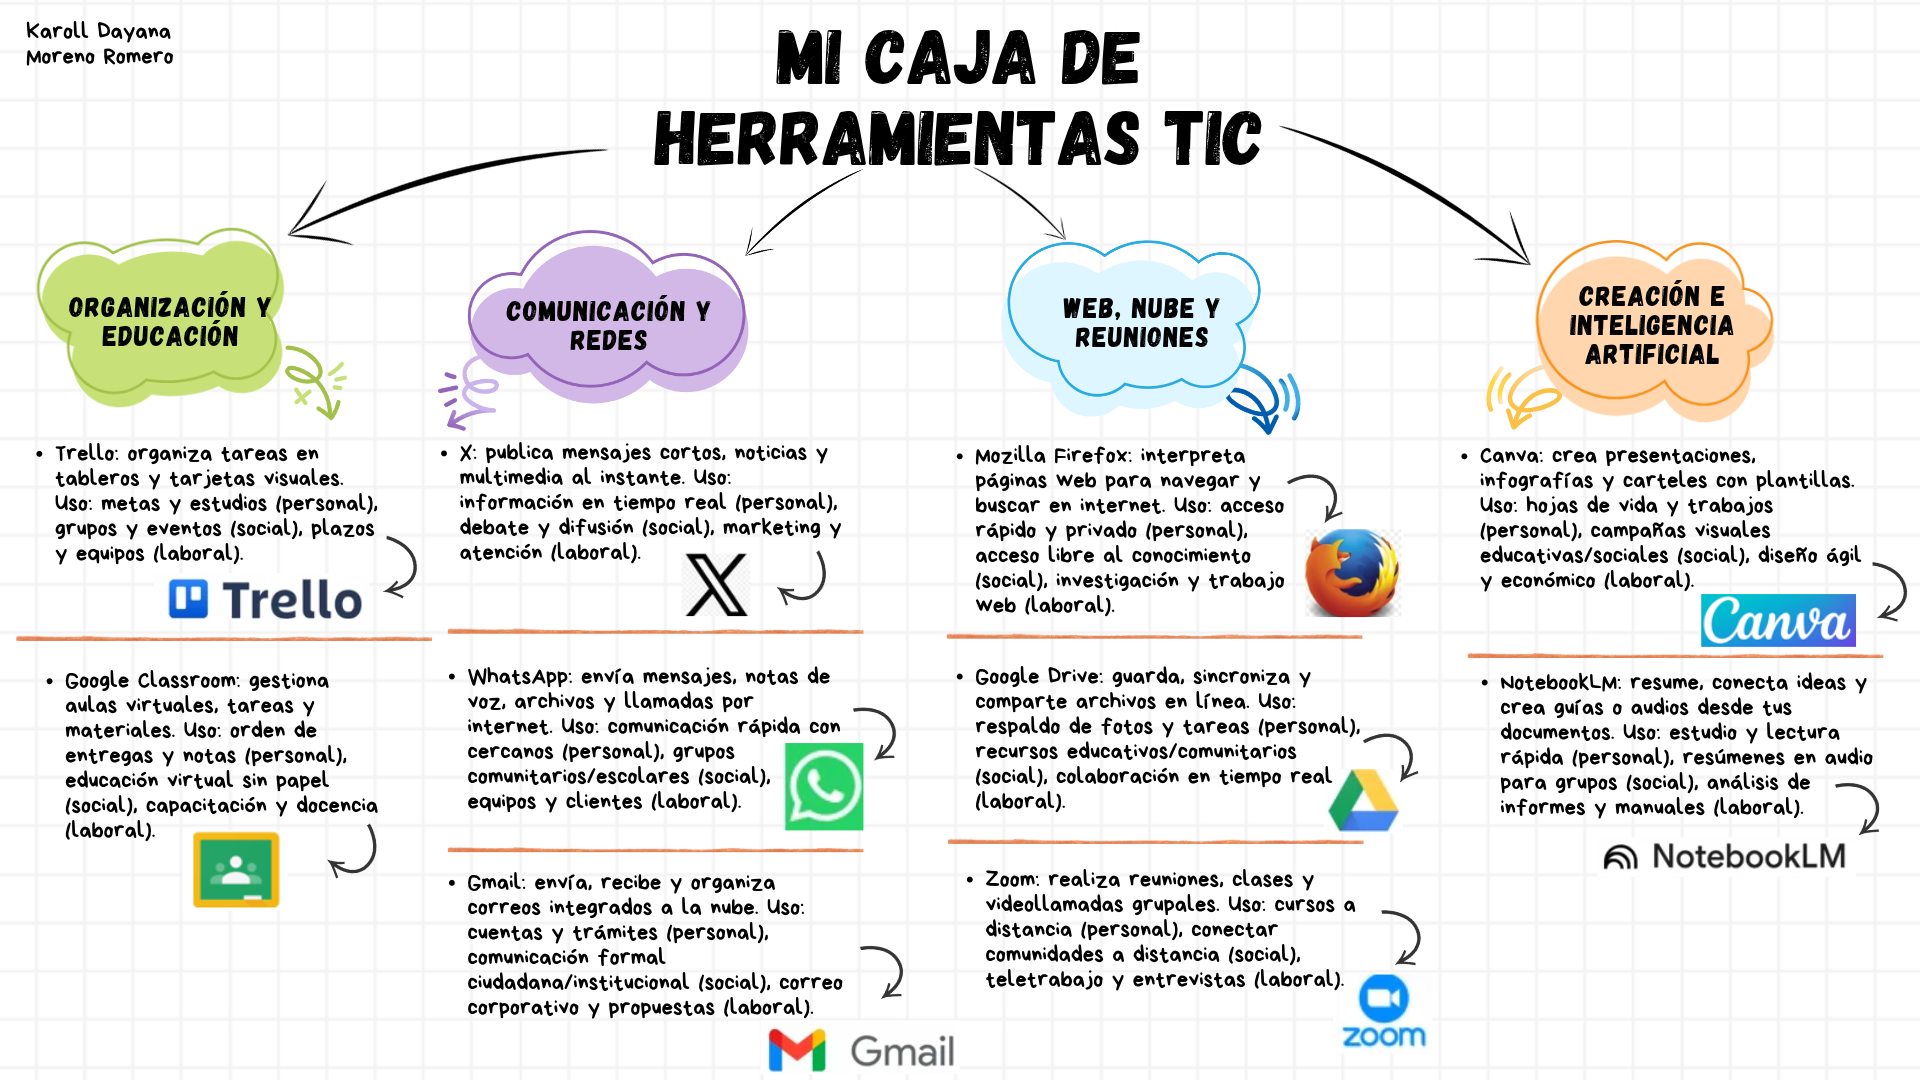 Karoll Dayana
Moreno Romero
MI CAJA DE
HERRAMIENTAS TIC
ORGANIZACIÓN Y
EDUCACIÓN
• Trello: organiza tareas en
tableros y tarjetas visuales.
Uso: metas y estudios (personal),
grupos y eventos (social), plazos
y equipos (laboral).
Trello
• Google Classroom: gestiona
aulas virtuales, tareas y
materiales. Uso: orden de
entregas y notas (personal),
educación virtual sin papel
(social), capacitación y docencia
(laboral).
COMUNICACIÓN Y
REDES
• X: publica mensajes cortos, noticias y
multimedia al instante. Uso:
información en tiempo real (personal),
debate y difusión (social), marketing y
atención (laboral).
X
• WhatsApp: envía mensajes, notas de
voz, archivos y llamadas por
internet. Uso: comunicación rápida con
cercanos (personal), grupos
comunitarios/escolares (social),
equipos y clientes (laboral).
• Gmail: envía, recibe y organiza
correos integrados a la nube. Uso:
cuentas y trámites (personal),
comunicación formal
ciudadana/institucional (social), correo
corporativo y propuestas (laboral).
Gmail
WEB, NUBE Y
REUNIONES
• Mozilla Firefox: interpreta
páginas web para navegar y
buscar en internet. Uso: acceso
rápido y privado (personal),
acceso libre al conocimiento
(social), investigación y trabajo
web (laboral).
• Google Drive: guarda, sincroniza y
comparte archivos en línea. Uso:
respaldo de fotos y tareas (personal),
recursos educativos/comunitarios
(social), colaboración en tiempo real
(laboral).
• Zoom: realiza reuniones, clases y
videollamadas grupales. Uso: cursos a
distancia (personal), conectar
comunidades a distancia (social),
teletrabajo y entrevistas (laboral).
zoom
CREACIÓN E
INTELIGENCIA
ARTIFICIAL
• Canva: crea presentaciones,
infografías y carteles con plantillas.
Uso: hojas de vida y trabajos
(personal), campañas visuales
educativas/sociales (social), diseño ágil
y económico (laboral).
Canva
• NotebookLM: resume, conecta ideas y
crea guías o audios desde tus
documentos. Uso: estudio y lectura
rápida (personal), resúmenes en audio
para grupos (social), análisis de
informes y manuales (laboral).
NotebookLM